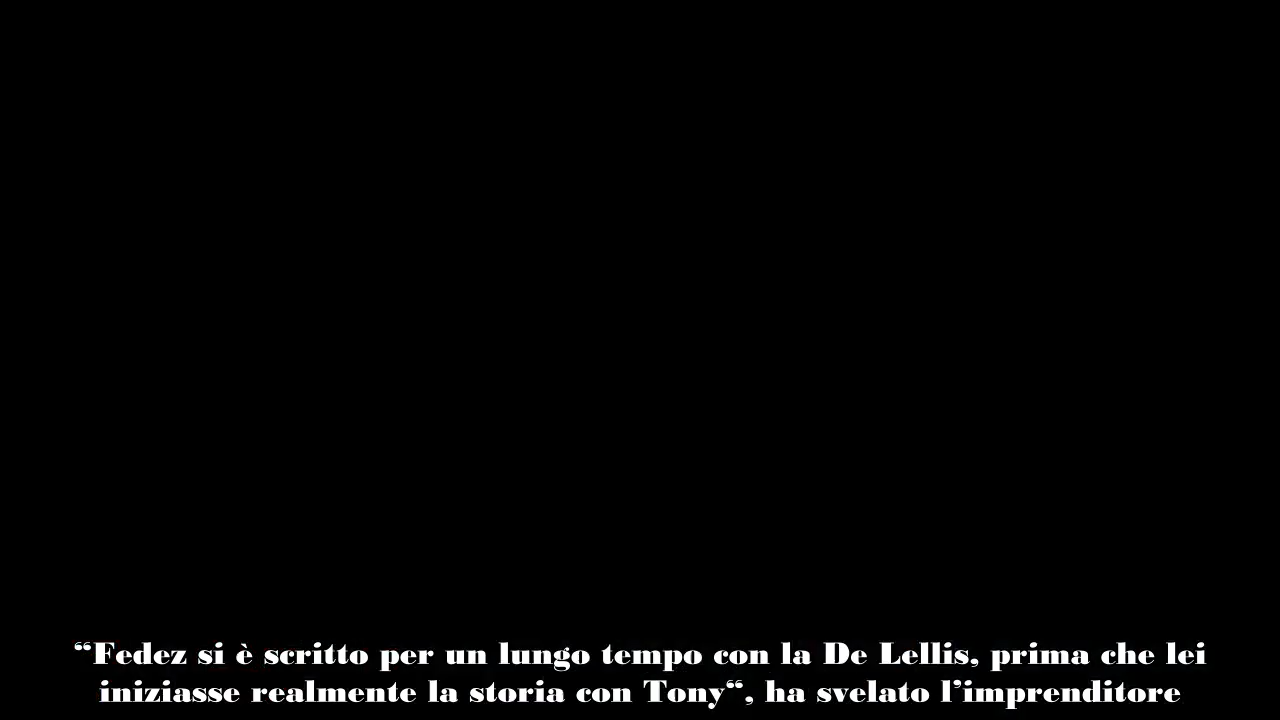 “Fedez si è scritto per un lungo tempo con la De Lellis, prima che lei
iniziasse realmente la storia con Tony“, ha svelato l’imprenditore